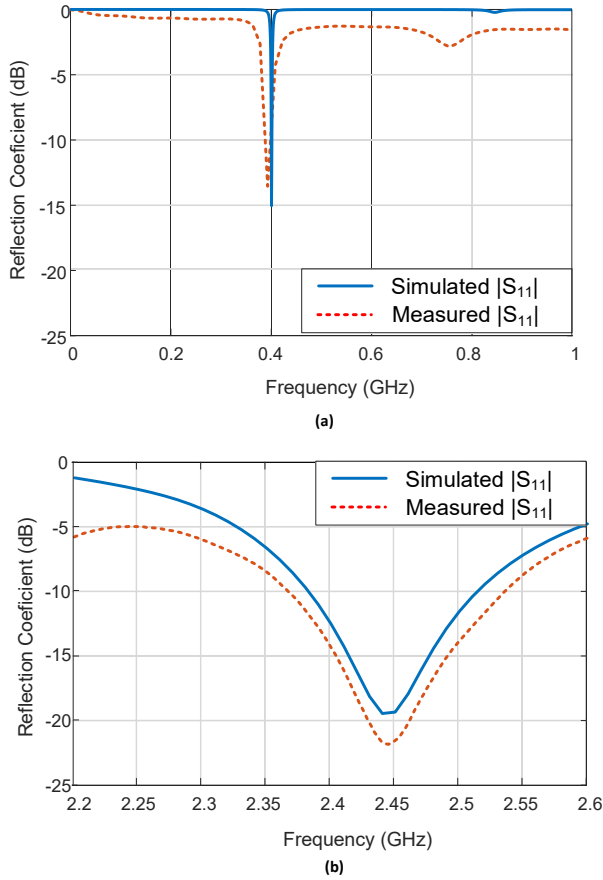 0
-5
-10
-15
-20
-25
Reflection Coeficient (dB)
Simulated |S₁₁|
Measured |S₁₁|
0 0.2 0.4 0.6 0.8 1
Frequency (GHz)
(a)
0
-5
-10
-15
-20
-25
Reflection Coeficient (dB)
Simulated |S₁₁|
Measured |S₁₁|
2.2 2.25 2.3 2.35 2.4 2.45 2.5 2.55 2.6
Frequency (GHz)
(b)